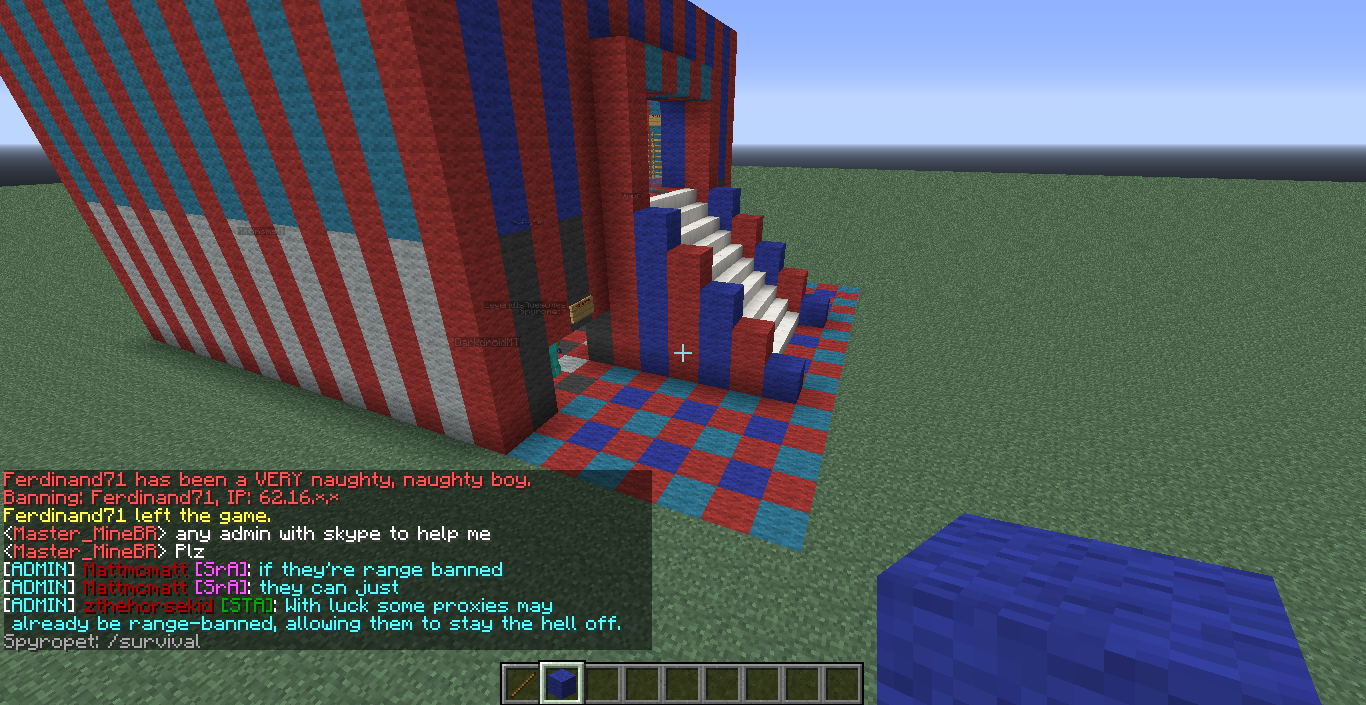 Darkdroid11
Ferdinand71 has been a VERY naughty, naughty boy.
Banning: Ferdinand71, IP: 62.16.*.*
Ferdinand71 left the game.
<Master_MineBR> any admin with skype to help me
<Master_MineBR> Plz
[ADMIN] Mattmcmatt [SrA]: if they're range banned
[ADMIN] Mattmcmatt [SrA]: they can just
[ADMIN] zthehorsekid [STA]: With luck some proxies may
already be range-banned, allowing them to stay the hell off.
Spyropet: /survival